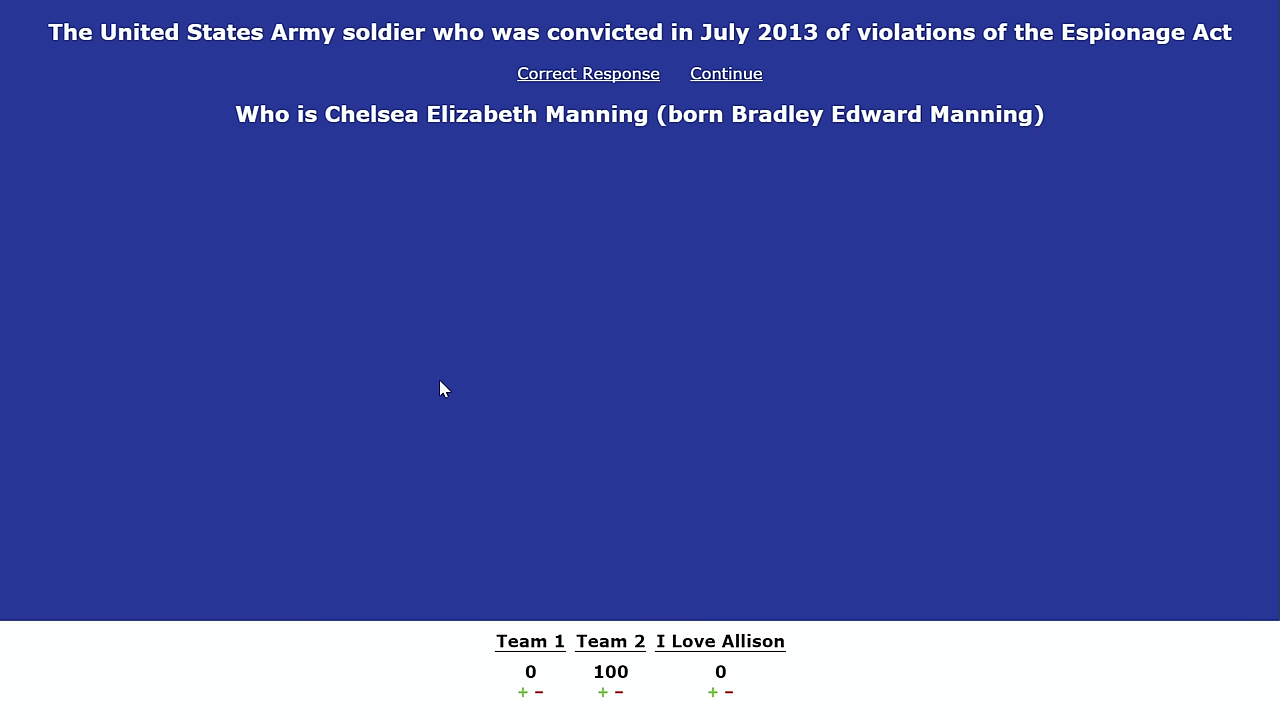 The United States Army soldier who was convicted in July 2013 of violations of the Espionage Act
Correct Response Continue
Who is Chelsea Elizabeth Manning (born Bradley Edward Manning)
Team 1 Team 2 I Love Allison
0 100 0
+ - + - + -